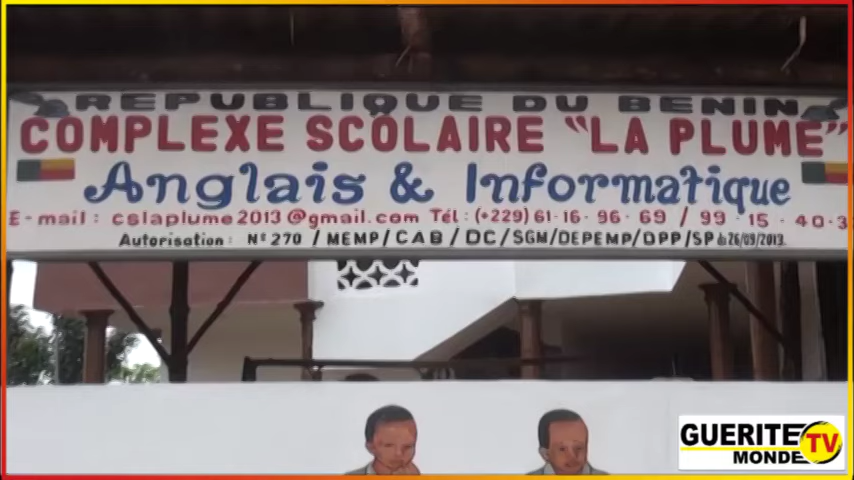 REPUBLIQUE DU BENIN
COMPLEXE SCOLAIRE "LA PLUME"
Anglais & Informatique
E-mail : cslaplume2013@gmail.com Tél : (+229) 61-16-96-69 / 99-15-40-3
Autorisation : N° 270 / MEMP/CAB/DC/SGM/DEPEMP/DPP/SP du 26/09/2013
GUERITE TV
MONDE